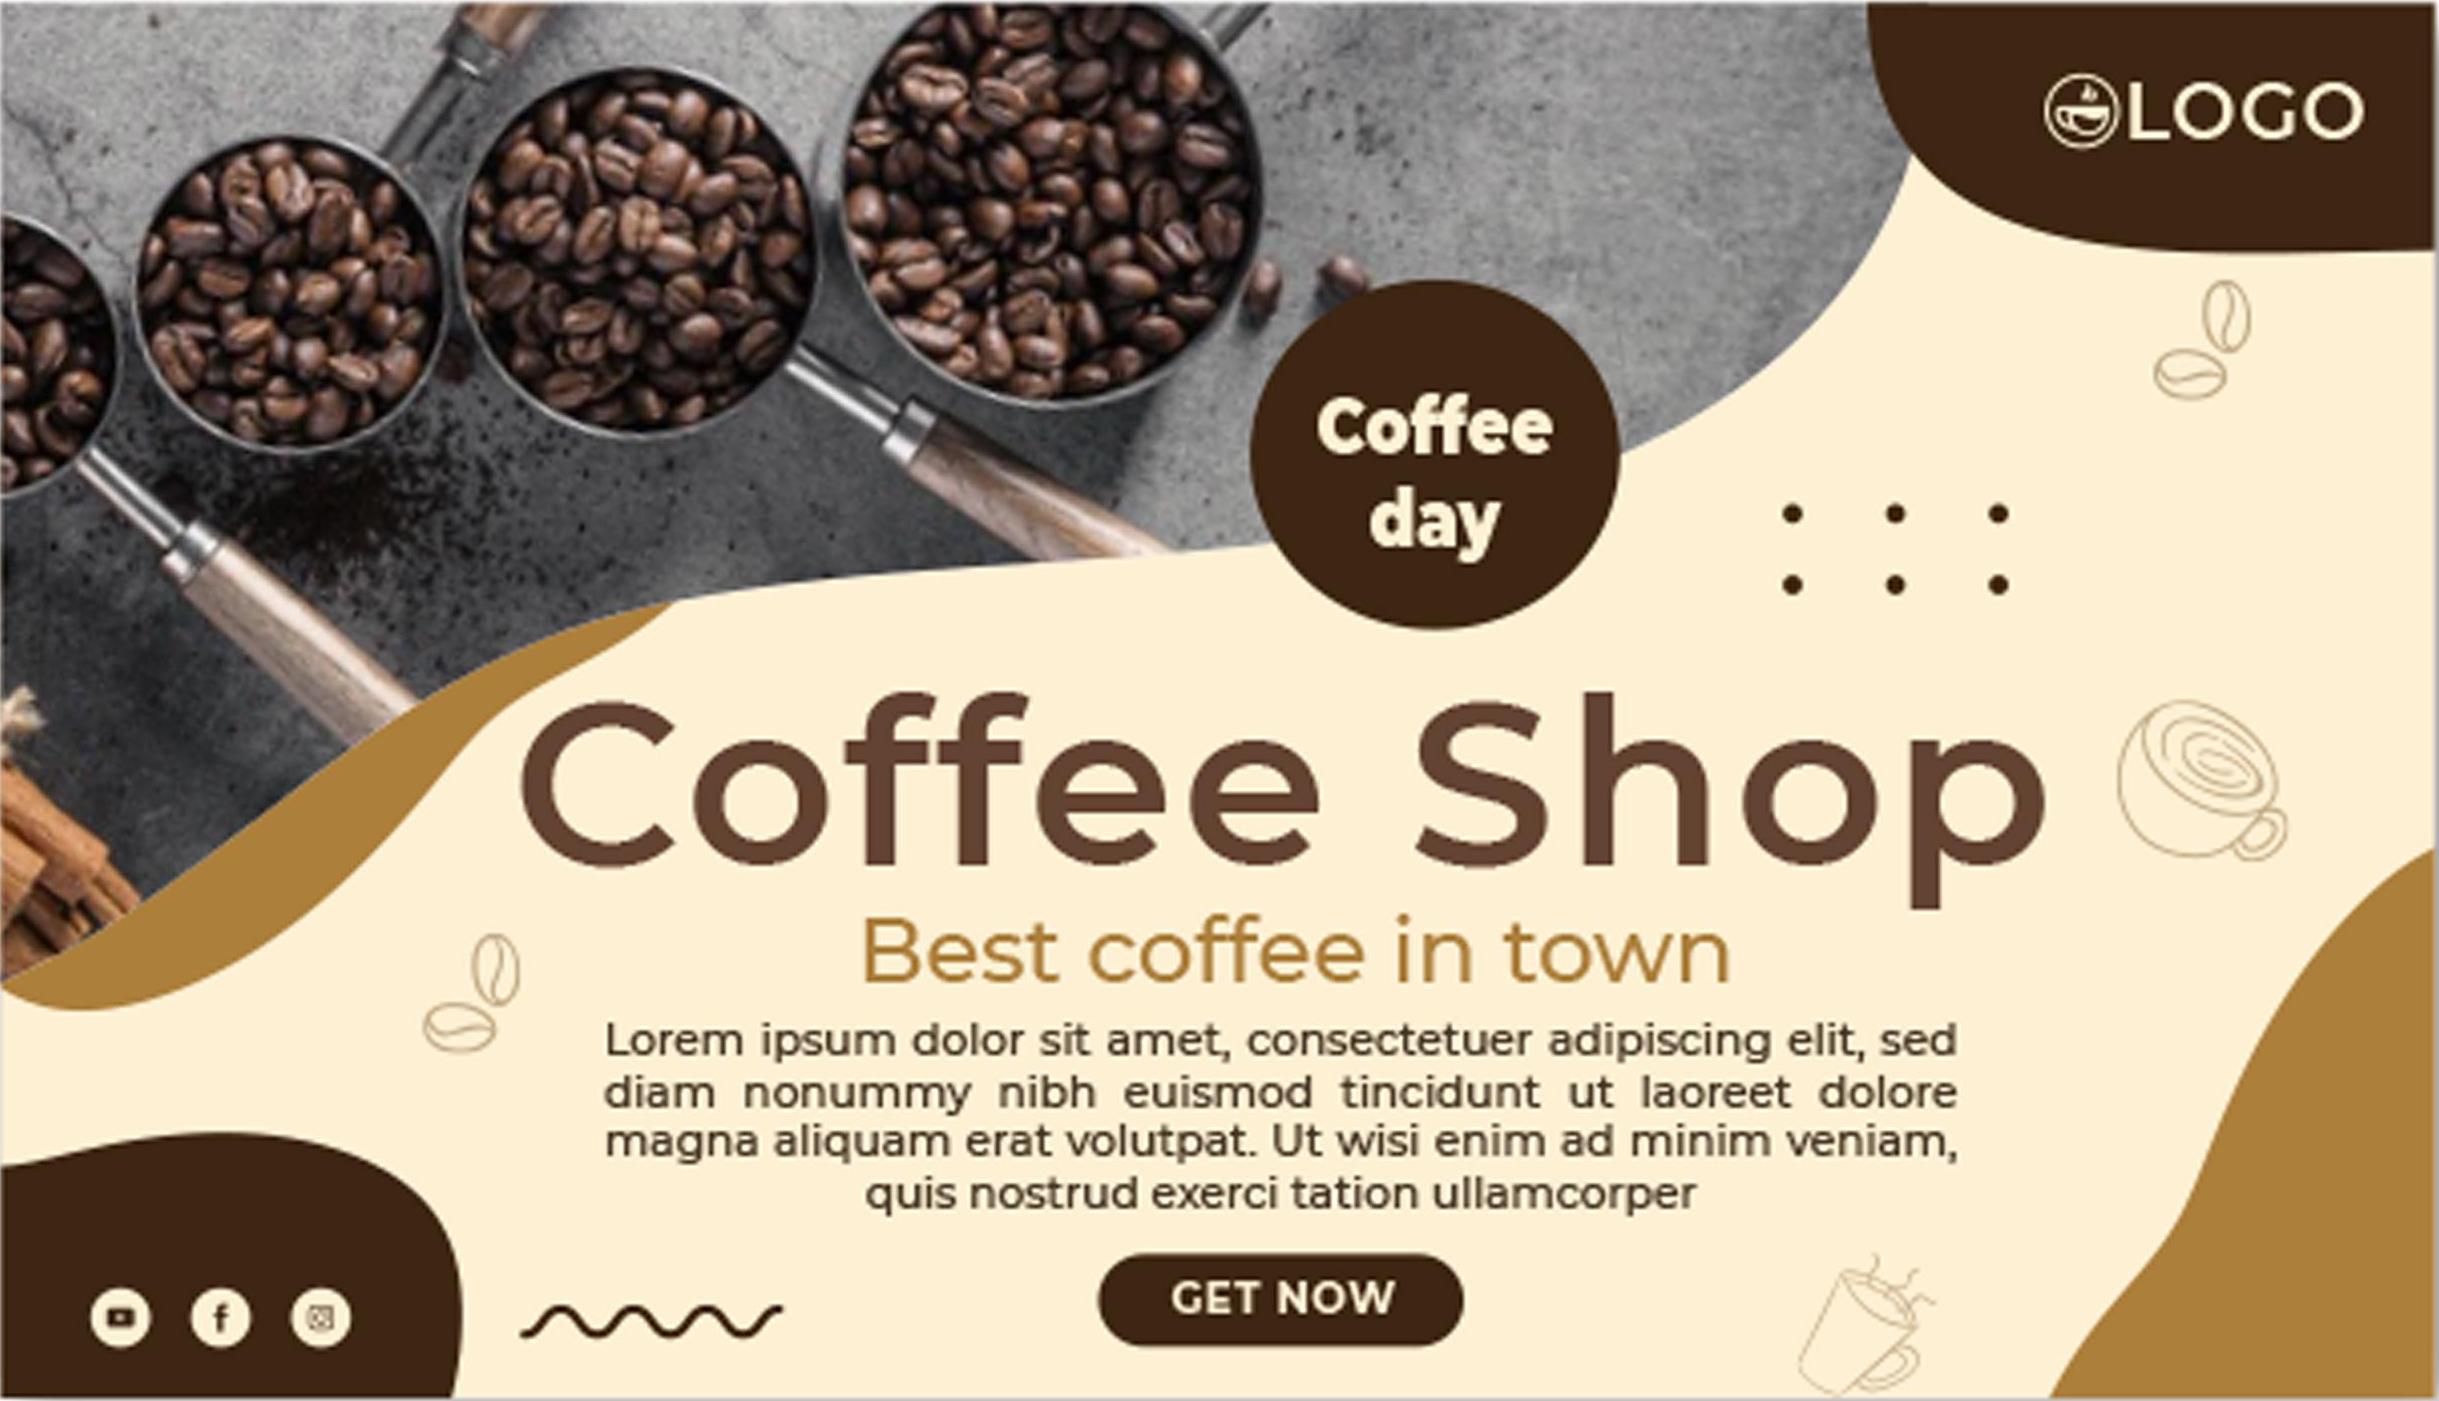 LOGO
Coffee
day
Coffee Shop
Best coffee in town
Lorem ipsum dolor sit amet, consectetuer adipiscing elit, sed
diam nonummy nibh euismod tincidunt ut laoreet dolore
magna aliquam erat volutpat. Ut wisi enim ad minim veniam,
quis nostrud exerci tation ullamcorper
GET NOW